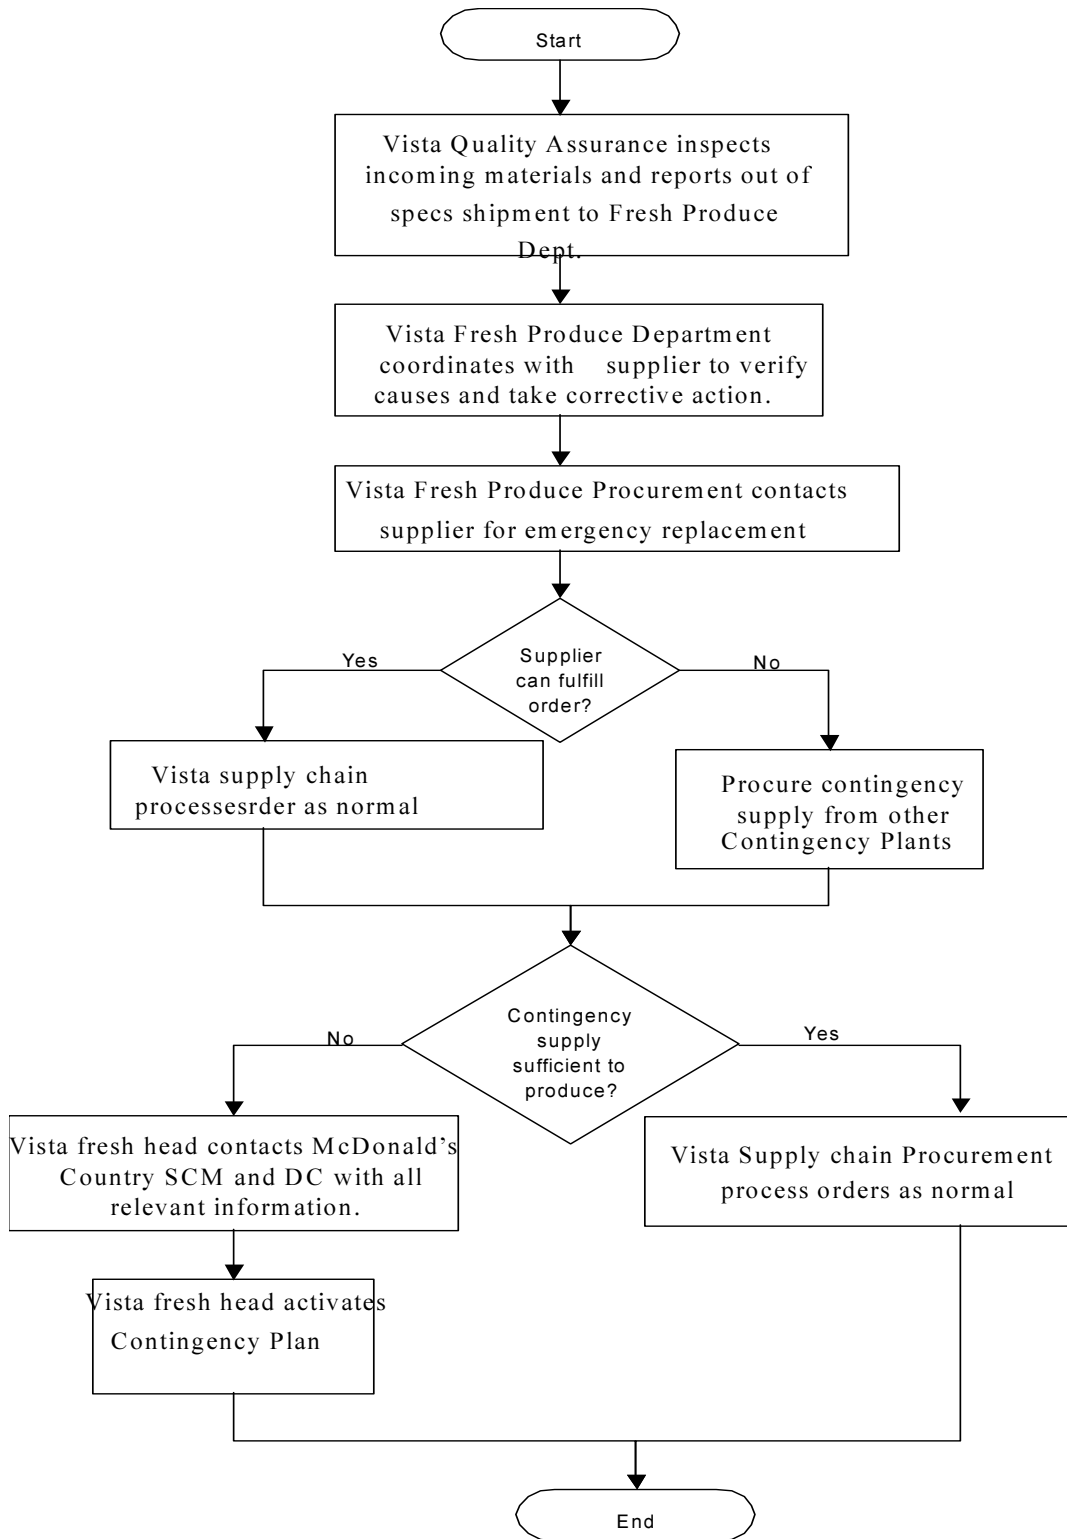 Start
Vista Quality Assurance inspects
incoming materials and reports out of
specs shipment to Fresh Produce
Dept.
Vista Fresh Produce Department
coordinates with supplier to verify
causes and take corrective action.
Vista Fresh Produce Procurement contacts
supplier for emergency replacement
Supplier
can fulfill
order?
Yes
No
Vista supply chain
processesrder as normal
Procure contingency
supply from other
Contingency Plants
Contingency
supply
sufficient to
produce?
No
Yes
Vista fresh head contacts McDonald’s
Country SCM and DC with all
relevant information.
Vista Supply chain Procurement
process orders as normal
Vista fresh head activates
Contingency Plan
End